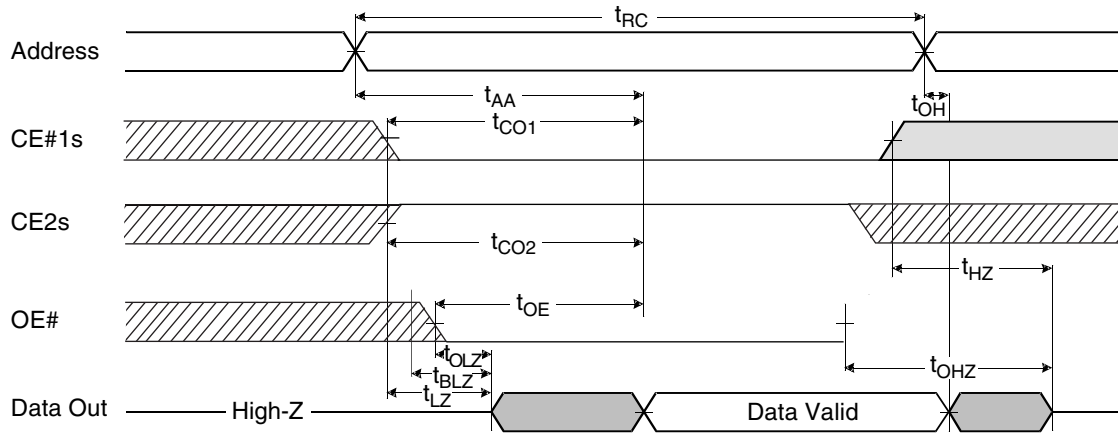 tRC
Address
tAA
tOH
tCO1
CE#1s
CE2s
tCO2
tHZ
tOE
OE#
tOLZ
tOHZ
tBLZ
tLZ
Data Out High-Z Data Valid